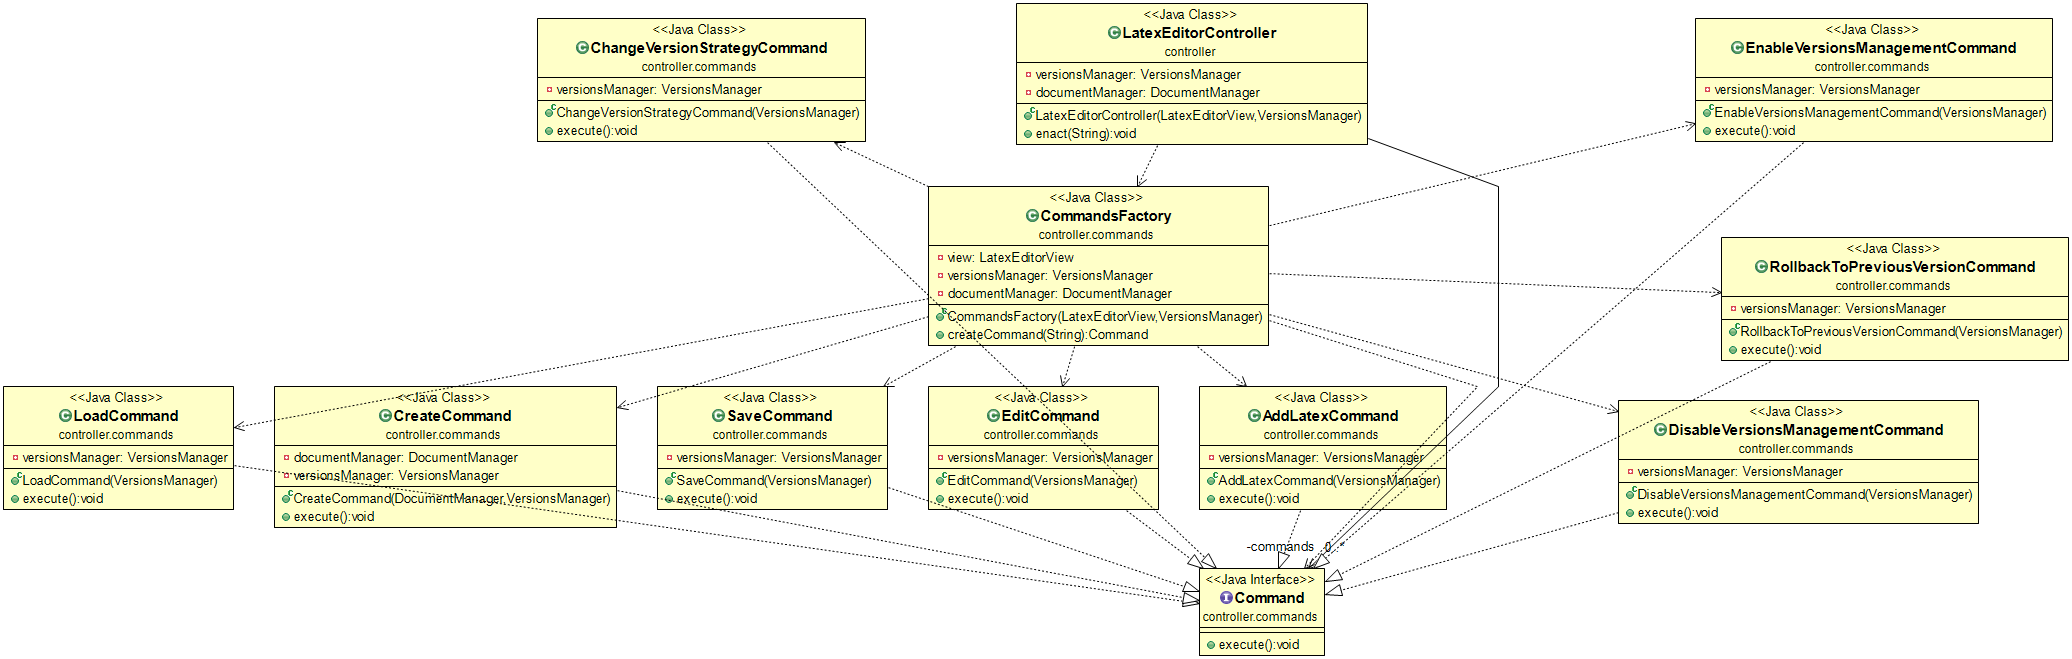 <<Java Class>>
ChangeVersionStrategyCommand
controller.commands
versionsManager: VersionsManager
ChangeVersionStrategyCommand(VersionsManager)
execute():void
<<Java Class>>
LatexEditorController
controller
versionsManager: VersionsManager
documentManager: DocumentManager
LatexEditorController(LatexEditorView,VersionsManager)
enact(String):void
<<Java Class>>
EnableVersionsManagementCommand
controller.commands
versionsManager: VersionsManager
EnableVersionsManagementCommand(VersionsManager)
execute():void
<<Java Class>>
CommandsFactory
controller.commands
view: LatexEditorView
versionsManager: VersionsManager
documentManager: DocumentManager
CommandsFactory(LatexEditorView,VersionsManager)
createCommand(String):Command
<<Java Class>>
RollbackToPreviousVersionCommand
controller.commands
versionsManager: VersionsManager
RollbackToPreviousVersionCommand(VersionsManager)
execute():void
<<Java Class>>
LoadCommand
controller.commands
versionsManager: VersionsManager
LoadCommand(VersionsManager)
execute():void
<<Java Class>>
CreateCommand
controller.commands
documentManager: DocumentManager
versionsManager: VersionsManager
CreateCommand(DocumentManager,VersionsManager)
execute():void
<<Java Class>>
SaveCommand
controller.commands
versionsManager: VersionsManager
SaveCommand(VersionsManager)
execute():void
<<Java Class>>
EditCommand
controller.commands
versionsManager: VersionsManager
EditCommand(VersionsManager)
execute():void
<<Java Class>>
AddLatexCommand
controller.commands
versionsManager: VersionsManager
AddLatexCommand(VersionsManager)
execute():void
<<Java Class>>
DisableVersionsManagementCommand
controller.commands
versionsManager: VersionsManager
DisableVersionsManagementCommand(VersionsManager)
execute():void
-commands
<<Java Interface>>
Command
controller.commands
execute():void